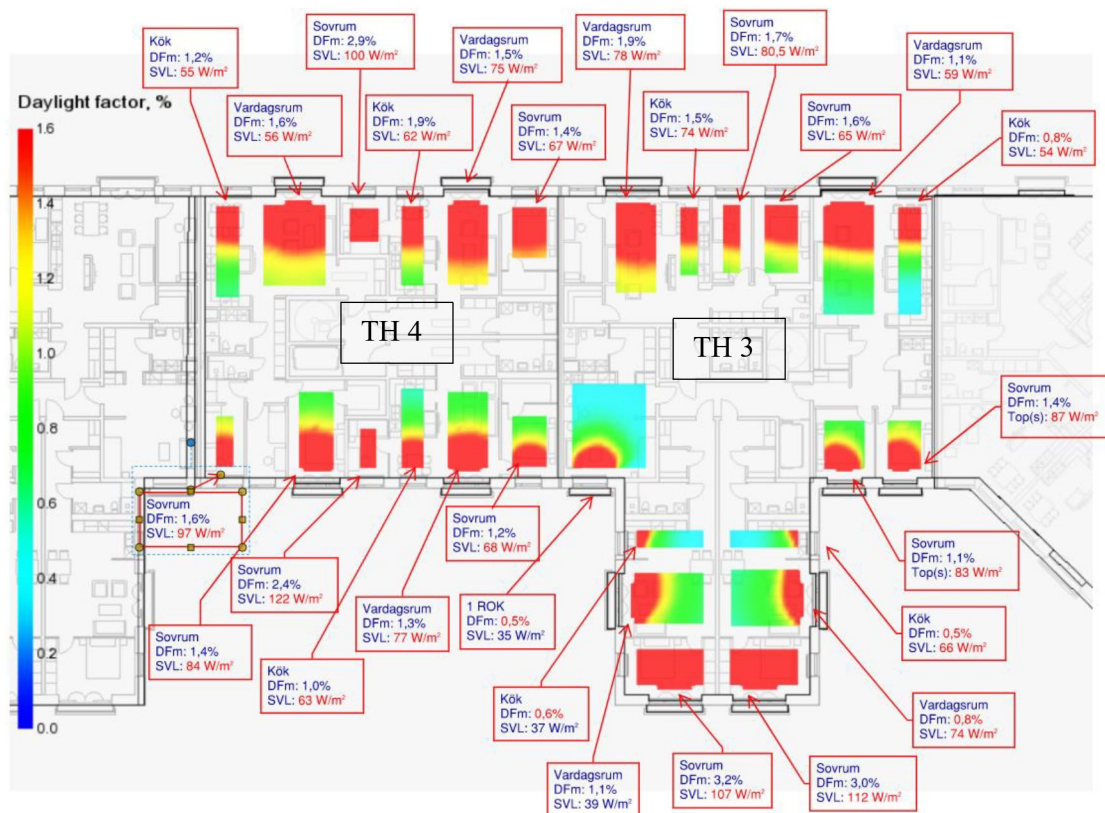 Sovrum
DFm: 2,9%
SVL: 100 W/m²
Vardagsrum
DFm: 1,5%
SVL: 75 W/m²
Vardagsrum
DFm: 1,9%
SVL: 78 W/m²
Sovrum
DFm: 1,7%
SVL: 80,5 W/m²
Kök
DFm: 1,2%
SVL: 55 W/m²
Vardagsrum
DFm: 1,1%
SVL: 59 W/m²
Daylight factor, %
Vardagsrum
DFm: 1,6%
SVL: 56 W/m²
Kök
DFm: 1,9%
SVL: 62 W/m²
Sovrum
DFm: 1,4%
SVL: 67 W/m²
Kök
DFm: 1,5%
SVL: 74 W/m²
Sovrum
DFm: 1,6%
SVL: 65 W/m²
Kök
DFm: 0,8%
SVL: 54 W/m²
1.6
1.4
1.2
1.0
0.8
0.6
0.4
0.2
0.0
TH 4
TH 3
Sovrum
DFm: 1,4%
Top(s): 87 W/m²
Sovrum
DFm: 1,6%
SVL: 97 W/m²
Sovrum
DFm: 1,2%
SVL: 68 W/m²
Sovrum
DFm: 1,1%
Top(s): 83 W/m²
Sovrum
DFm: 2,4%
SVL: 122 W/m²
Vardagsrum
DFm: 1,3%
SVL: 77 W/m²
1 ROK
DFm: 0,5%
SVL: 35 W/m²
Kök
DFm: 0,5%
SVL: 66 W/m²
Sovrum
DFm: 1,4%
SVL: 84 W/m²
Kök
DFm: 1,0%
SVL: 63 W/m²
Kök
DFm: 0,6%
SVL: 37 W/m²
Vardagsrum
DFm: 0,8%
SVL: 74 W/m²
Vardagsrum
DFm: 1,1%
SVL: 39 W/m²
Sovrum
DFm: 3,2%
SVL: 107 W/m²
Sovrum
DFm: 3,0%
SVL: 112 W/m²